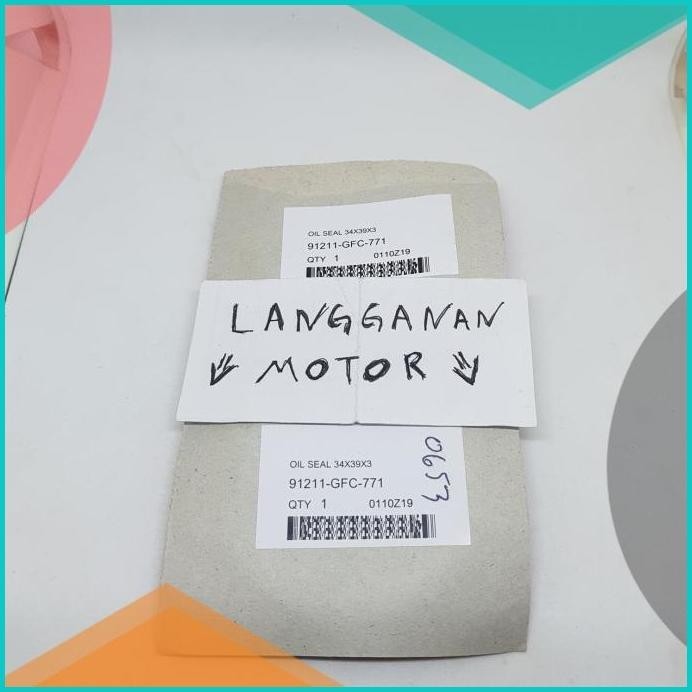 OIL SEAL 34X39X3
91211-GFC-771
QTY 1 0110Z19
LANGGANAN
MOTOR
OIL SEAL 34X39X3
91211-GFC-771
QTY 1 0110Z19
0653